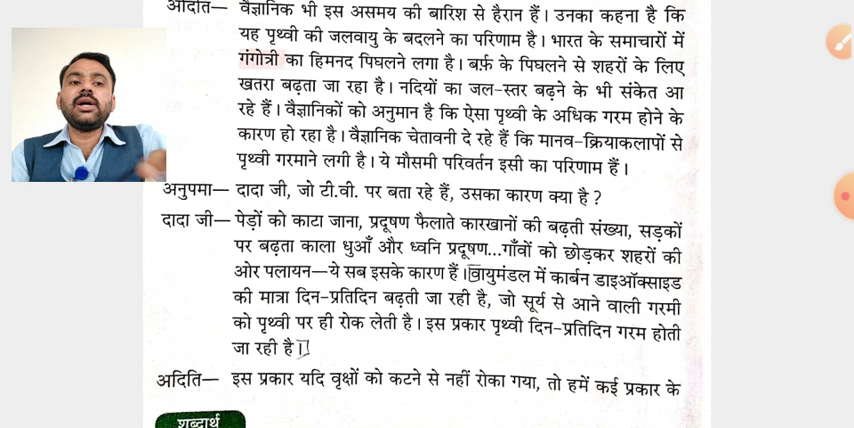 अदिति— वैज्ञानिक भी इस असमय की बारिश से हैरान हैं। उनका कहना है कि
यह पृथ्वी की जलवायु के बदलने का परिणाम है। भारत के समाचारों में
गंगोत्री का हिमनद पिघलने लगा है। बर्फ़ के पिघलने से शहरों के लिए
खतरा बढ़ता जा रहा है। नदियों का जल-स्तर बढ़ने के भी संकेत आ
रहे हैं। वैज्ञानिकों को अनुमान है कि ऐसा पृथ्वी के अधिक गरम होने के
कारण हो रहा है। वैज्ञानिक चेतावनी दे रहे हैं कि मानव-क्रियाकलापों से
पृथ्वी गरमाने लगी है। ये मौसमी परिवर्तन इसी का परिणाम हैं।
अनुपमा— दादा जी, जो टी.वी. पर बता रहे हैं, उसका कारण क्या है?
दादा जी— पेड़ों को काटा जाना, प्रदूषण फैलाते कारखानों की बढ़ती संख्या, सड़कों
पर बढ़ता काला धुआँ और ध्वनि प्रदूषण...गाँवों को छोड़कर शहरों की
ओर पलायन—ये सब इसके कारण हैं। वायुमंडल में कार्बन डाइऑक्साइड
की मात्रा दिन-प्रतिदिन बढ़ती जा रही है, जो सूर्य से आने वाली गरमी
को पृथ्वी पर ही रोक लेती है। इस प्रकार पृथ्वी दिन-प्रतिदिन गरम होती
जा रही है।
अदिति— इस प्रकार यदि वृक्षों को कटने से नहीं रोका गया, तो हमें कई प्रकार के
शब्दार्थ